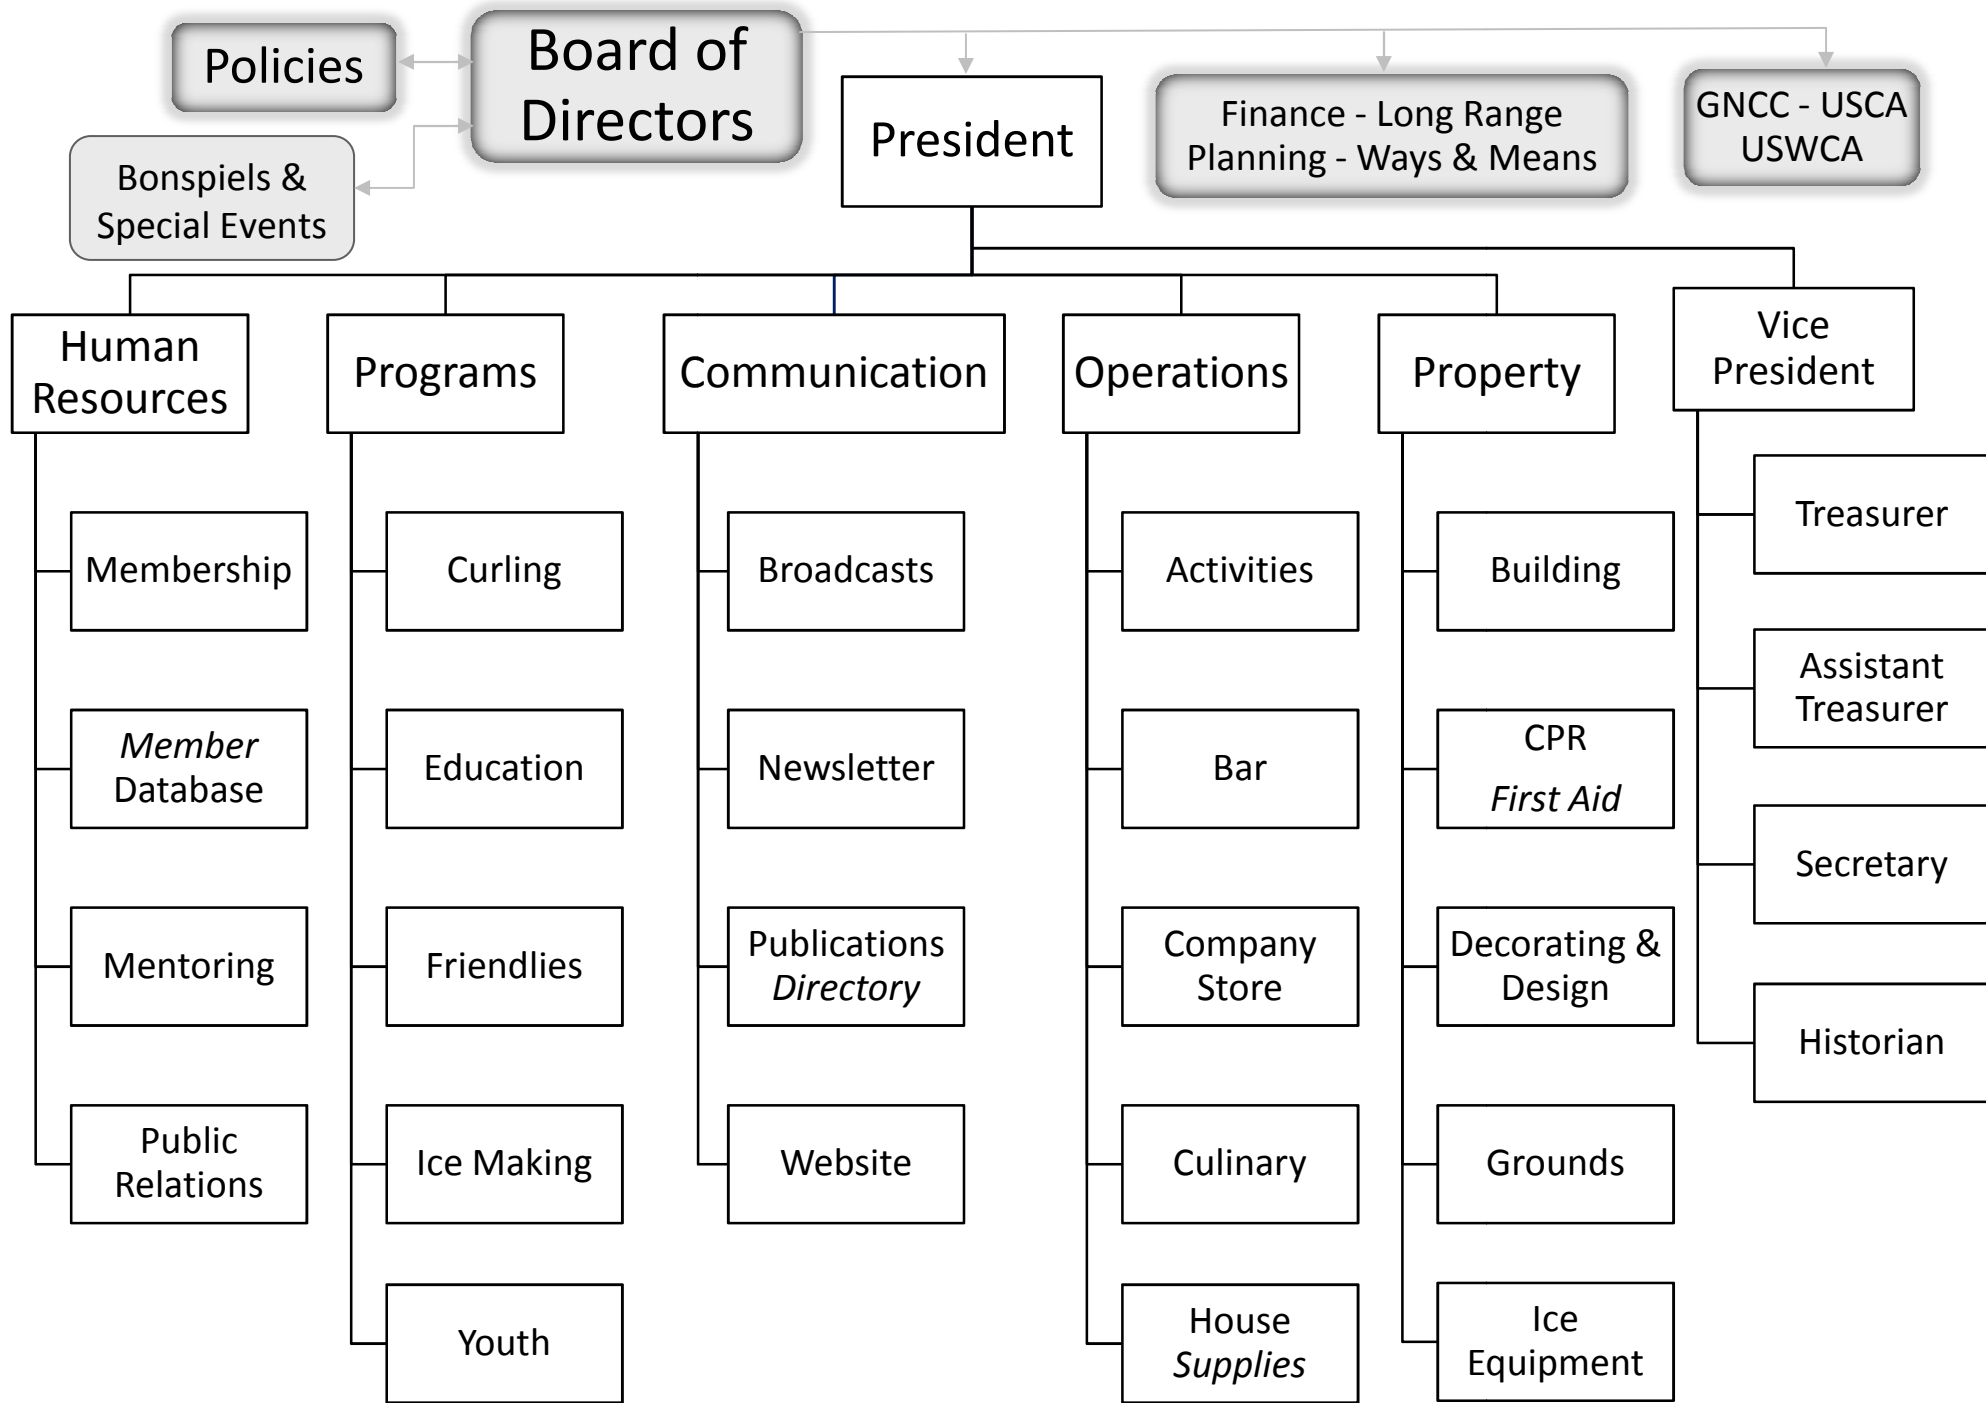 Policies
Board of
Directors
Bonspiels &
Special Events
President
Finance - Long Range
Planning - Ways & Means
GNCC - USCA
USWCA
Human
Resources
Membership
Member
Database
Mentoring
Public
Relations
Programs
Curling
Education
Friendlies
Ice Making
Youth
Communication
Broadcasts
Newsletter
Publications
Directory
Website
Operations
Activities
Bar
Company
Store
Culinary
House
Supplies
Property
Building
CPR
First Aid
Decorating &
Design
Grounds
Ice
Equipment
Vice
President
Treasurer
Assistant
Treasurer
Secretary
Historian